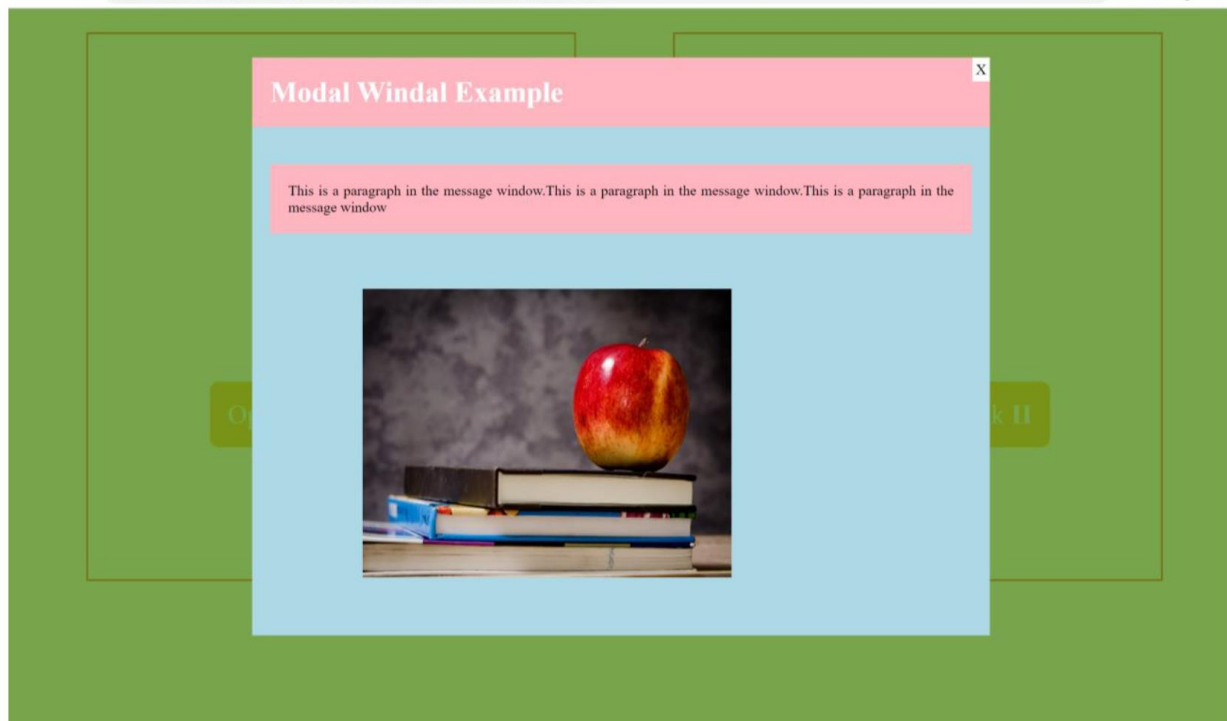 X
Modal Windal Example
This is a paragraph in the message window.This is a paragraph in the message window.This is a paragraph in the
message window
II